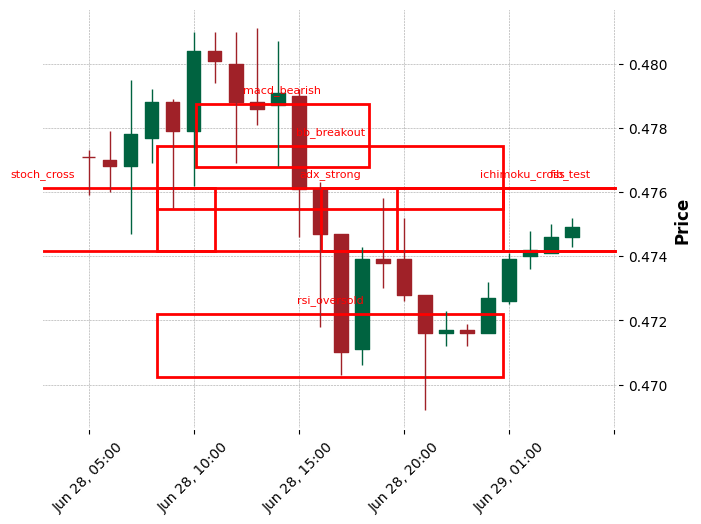 0.480
macd_bearish
0.478
bb_breakout
stoch_cross
adx_strong
ichimoku_cross
fib_test
0.476
0.474
rsi_oversold
0.472
0.470
Price
Jun 28, 05:00
Jun 28, 10:00
Jun 28, 15:00
Jun 28, 20:00
Jun 29, 01:00